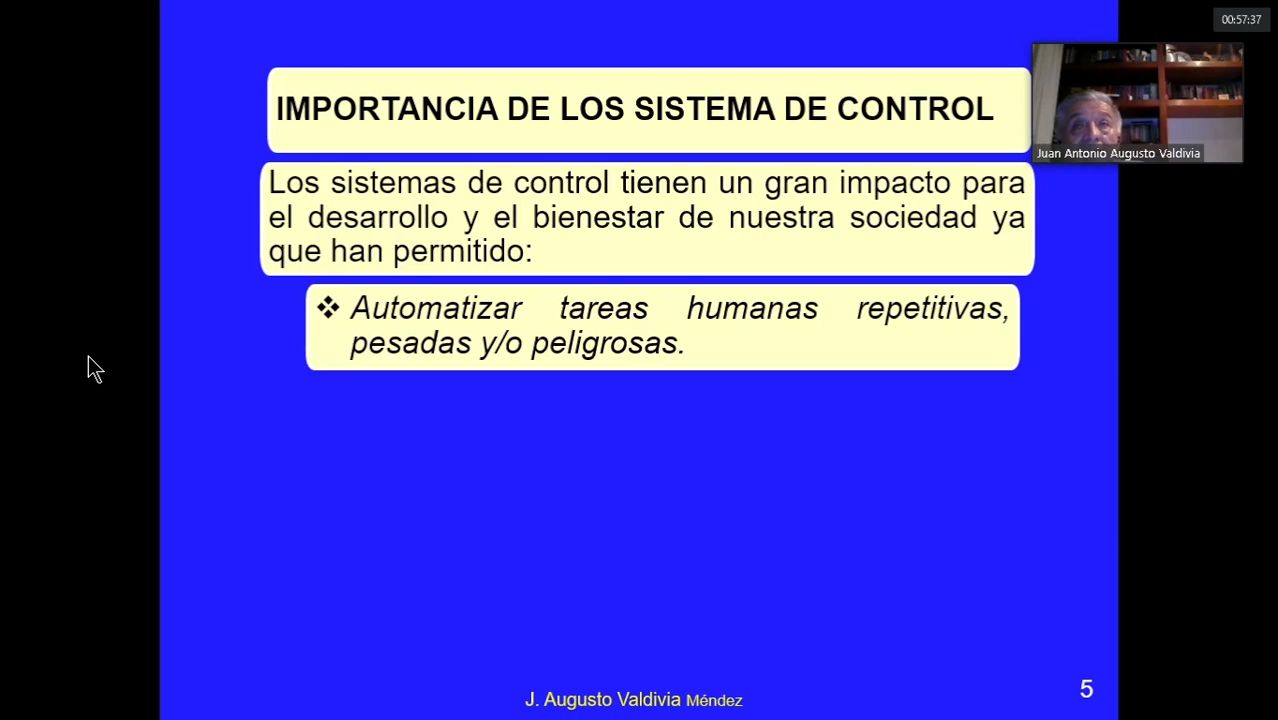 00:57:37
IMPORTANCIA DE LOS SISTEMA DE CONTROL
Juan Antonio Augusto Valdivia
Los sistemas de control tienen un gran impacto para
el desarrollo y el bienestar de nuestra sociedad ya
que han permitido:
❖ Automatizar tareas humanas repetitivas,
pesadas y/o peligrosas.
J. Augusto Valdivia Méndez
5